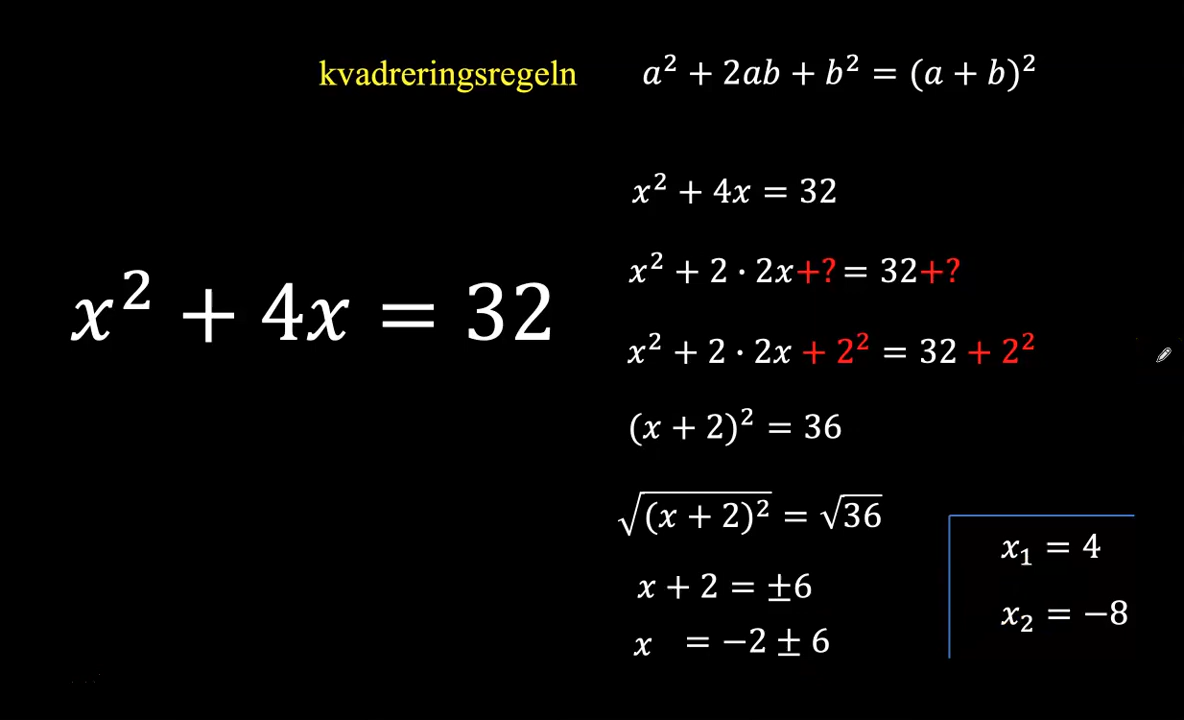 kvadreringsregeln a² + 2ab + b² = (a + b)²
x² + 4x = 32
x² + 4x = 32
x² + 2 · 2x+? = 32+?
x² + 2 · 2x + 2² = 32 + 2²
(x + 2)² = 36
√(x + 2)² = √36
x + 2 = ±6
x = −2 ± 6
x₁ = 4
x₂ = −8